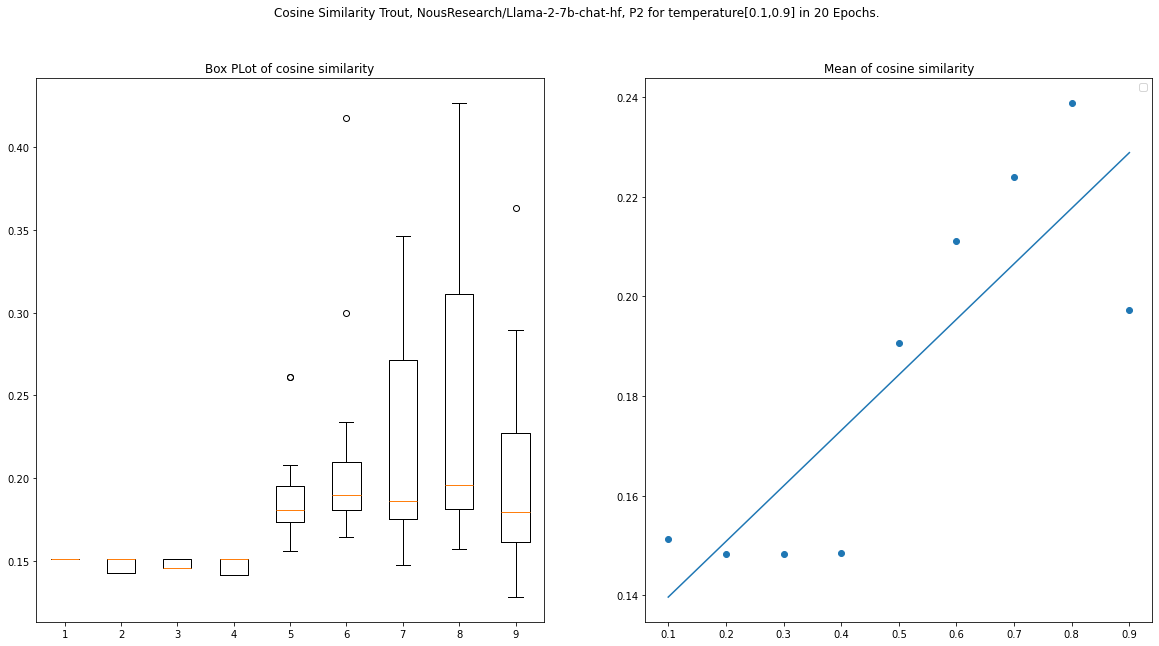 Cosine Similarity Trout, NousResearch/Llama-2-7b-chat-hf, P2 for temperature[0.1,0.9] in 20 Epochs.
Box PLot of cosine similarity
0.40
0.35
0.30
0.25
0.20
0.15
1 2 3 4 5 6 7 8 9
Mean of cosine similarity
0.24
0.22
0.20
0.18
0.16
0.14
0.1 0.2 0.3 0.4 0.5 0.6 0.7 0.8 0.9